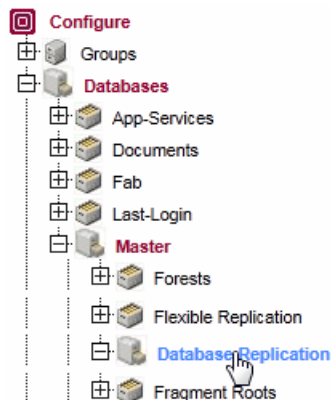 Configure
Groups
Databases
App-Services
Documents
Fab
Last-Login
Master
Forests
Flexible Replication
Database Replication
Fragment Roots